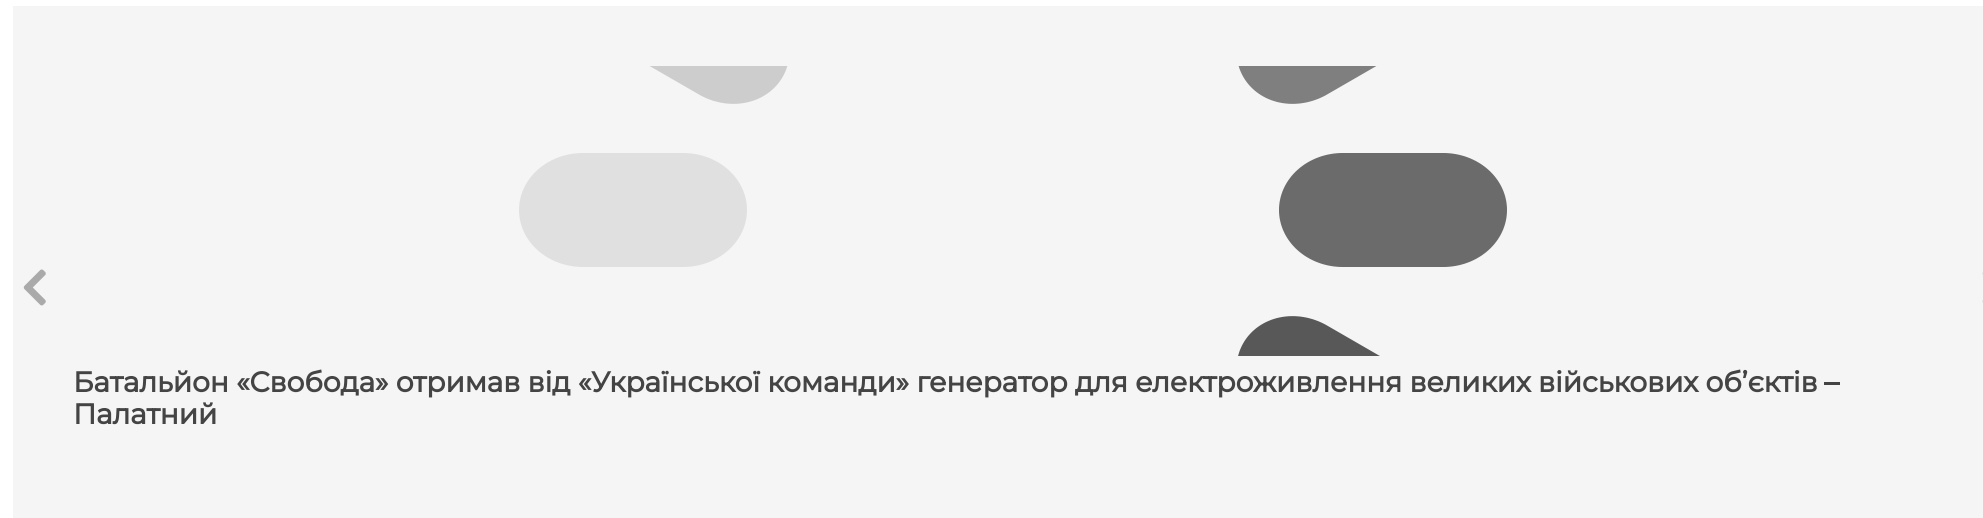 Батальйон «Свобода» отримав від «Української команди» генератор для електроживлення великих військових об’єктів –
Палатний